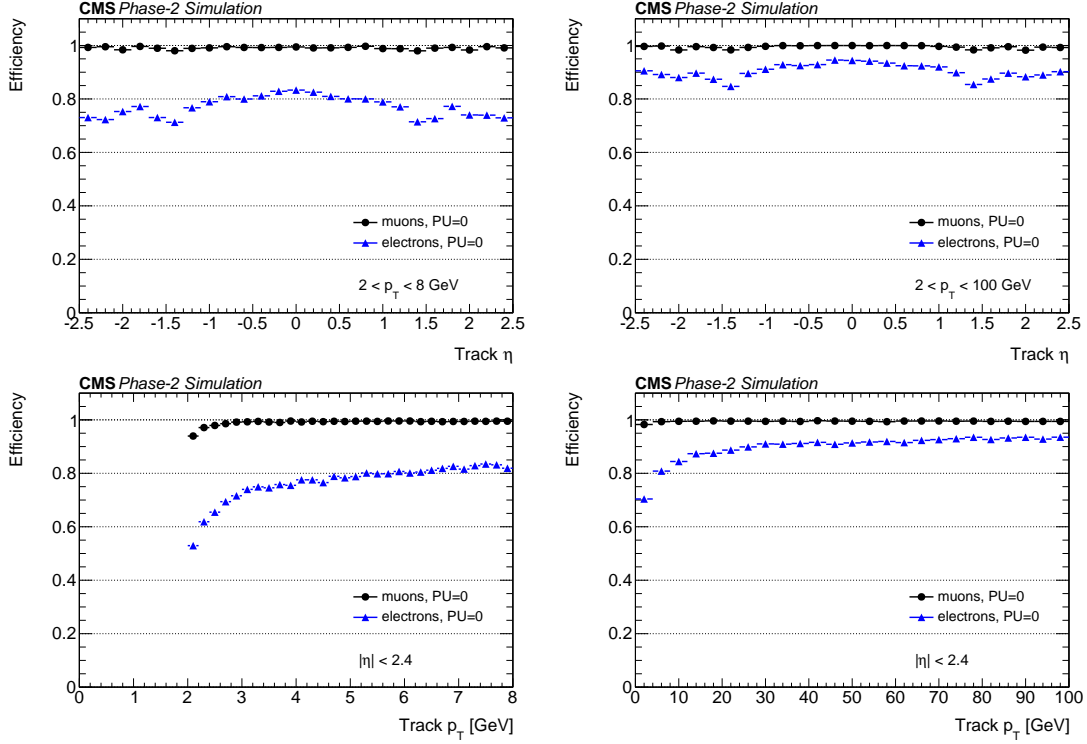 CMS Phase-2 Simulation
Efficiency
1
0.8
0.6
0.4
0.2
0
muons, PU=0
electrons, PU=0
2 < p_T < 8 GeV
-2.5 -2 -1.5 -1 -0.5 0 0.5 1 1.5 2 2.5
Track η
CMS Phase-2 Simulation
Efficiency
1
0.8
0.6
0.4
0.2
0
muons, PU=0
electrons, PU=0
2 < p_T < 100 GeV
-2.5 -2 -1.5 -1 -0.5 0 0.5 1 1.5 2 2.5
Track η
CMS Phase-2 Simulation
Efficiency
1
0.8
0.6
0.4
0.2
0
muons, PU=0
electrons, PU=0
|η| < 2.4
0 1 2 3 4 5 6 7 8
Track p_T [GeV]
CMS Phase-2 Simulation
Efficiency
1
0.8
0.6
0.4
0.2
0
muons, PU=0
electrons, PU=0
|η| < 2.4
0 10 20 30 40 50 60 70 80 90 100
Track p_T [GeV]